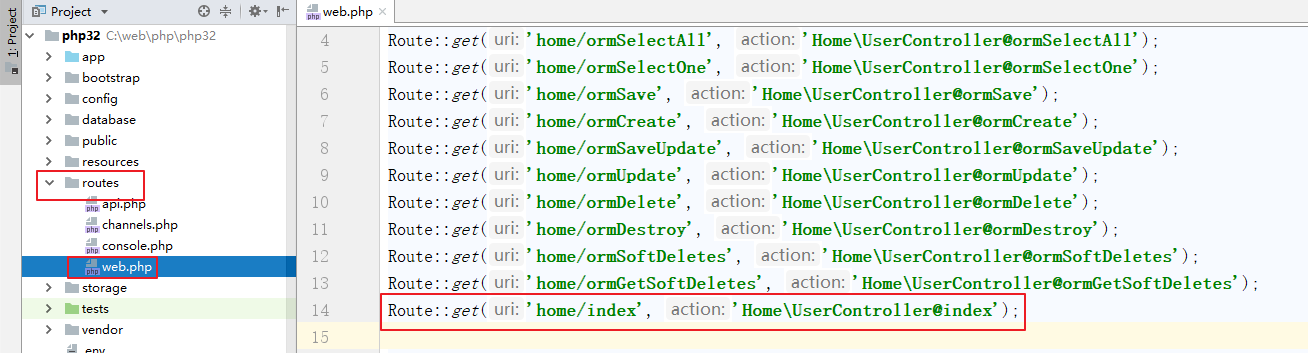 1: Project
Project
php32 C:\web\php\php32
app
bootstrap
config
database
public
resources
routes
php api.php
php channels.php
php console.php
php web.php
storage
tests
vendor
.env
php web.php
4 Route::get( uri: 'home/ormSelectAll', action: 'Home\UserController@ormSelectAll');
5 Route::get( uri: 'home/ormSelectOne', action: 'Home\UserController@ormSelectOne');
6 Route::get( uri: 'home/ormSave', action: 'Home\UserController@ormSave');
7 Route::get( uri: 'home/ormCreate', action: 'Home\UserController@ormCreate');
8 Route::get( uri: 'home/ormSaveUpdate', action: 'Home\UserController@ormSaveUpdate');
9 Route::get( uri: 'home/ormUpdate', action: 'Home\UserController@ormUpdate');
10 Route::get( uri: 'home/ormDelete', action: 'Home\UserController@ormDelete');
11 Route::get( uri: 'home/ormDestroy', action: 'Home\UserController@ormDestroy');
12 Route::get( uri: 'home/ormSoftDeletes', action: 'Home\UserController@ormSoftDeletes');
13 Route::get( uri: 'home/ormGetSoftDeletes', action: 'Home\UserController@ormGetSoftDeletes');
14 Route::get( uri: 'home/index', action: 'Home\UserController@index');
15